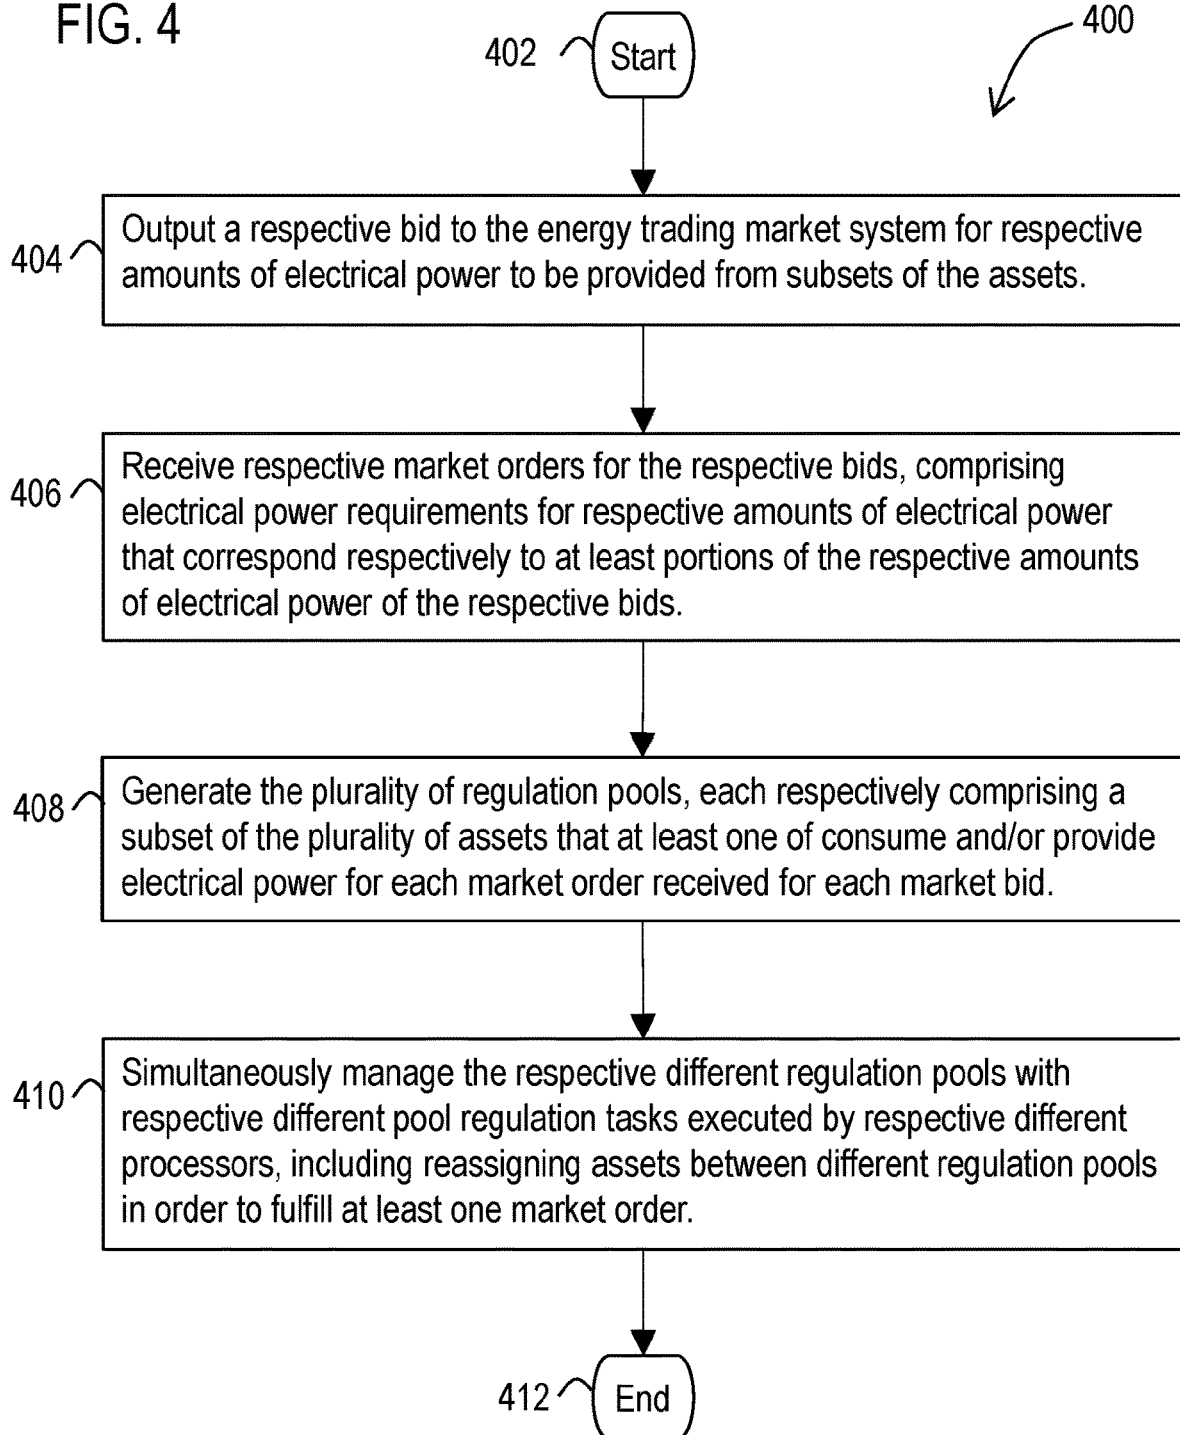 FIG. 4
400
402
Start
404
Output a respective bid to the energy trading market system for respective
amounts of electrical power to be provided from subsets of the assets.
406
Receive respective market orders for the respective bids, comprising
electrical power requirements for respective amounts of electrical power
that correspond respectively to at least portions of the respective amounts
of electrical power of the respective bids.
408
Generate the plurality of regulation pools, each respectively comprising a
subset of the plurality of assets that at least one of consume and/or provide
electrical power for each market order received for each market bid.
410
Simultaneously manage the respective different regulation pools with
respective different pool regulation tasks executed by respective different
processors, including reassigning assets between different regulation pools
in order to fulfill at least one market order.
412
End